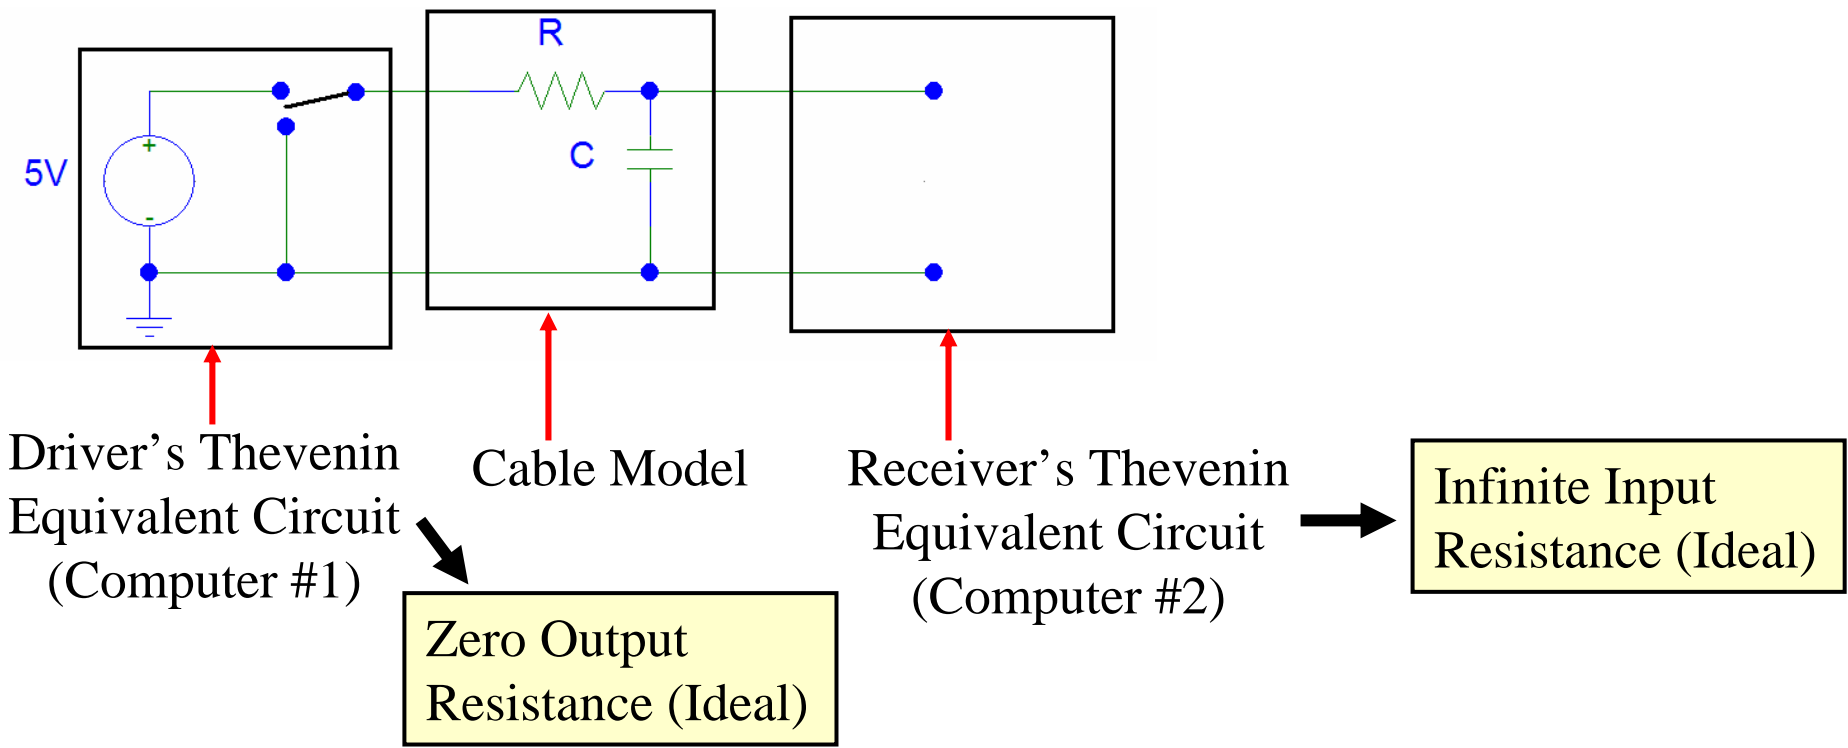 R
5V
+
-
C
Driver’s Thevenin
Equivalent Circuit
(Computer #1)
Cable Model
Receiver’s Thevenin
Equivalent Circuit
(Computer #2)
Infinite Input
Resistance (Ideal)
Zero Output
Resistance (Ideal)